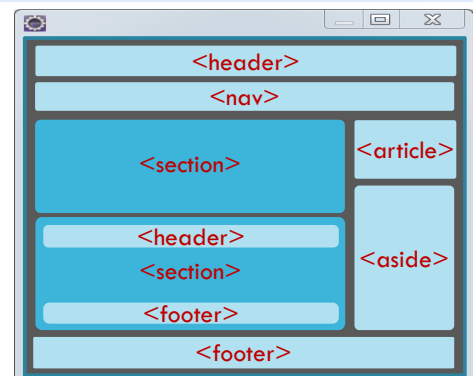 <header>
<nav>
<section>
<article>
<header>
<section>
<footer>
<aside>
<footer>